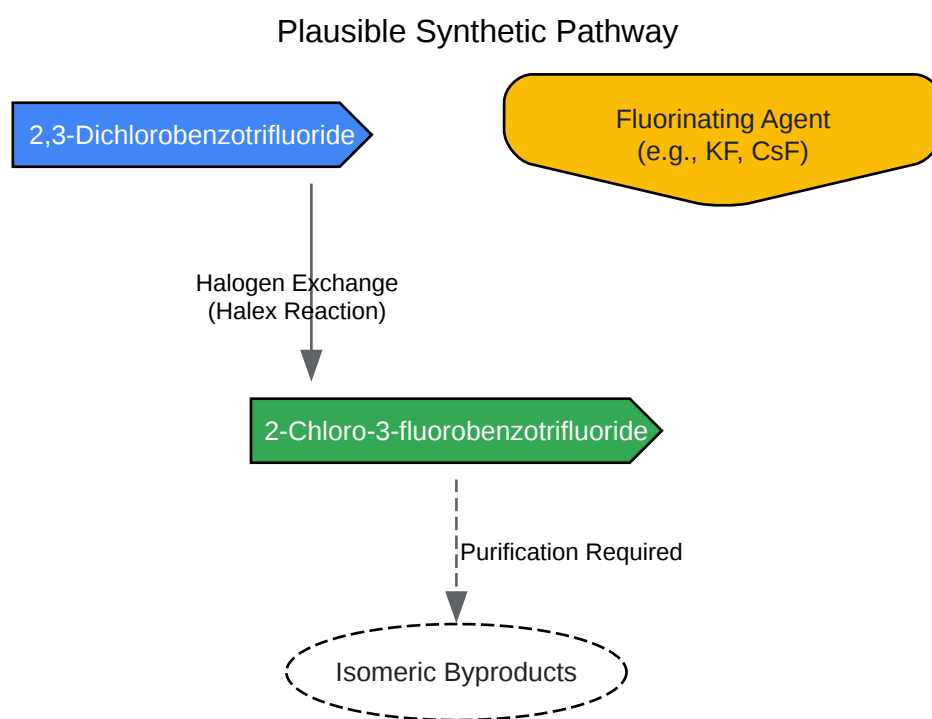 Plausible Synthetic Pathway
2,3-Dichlorobenzotrifluoride
Fluorinating Agent
(e.g., KF, CsF)
Halogen Exchange
(Halex Reaction)
2-Chloro-3-fluorobenzotrifluoride
Purification Required
Isomeric Byproducts